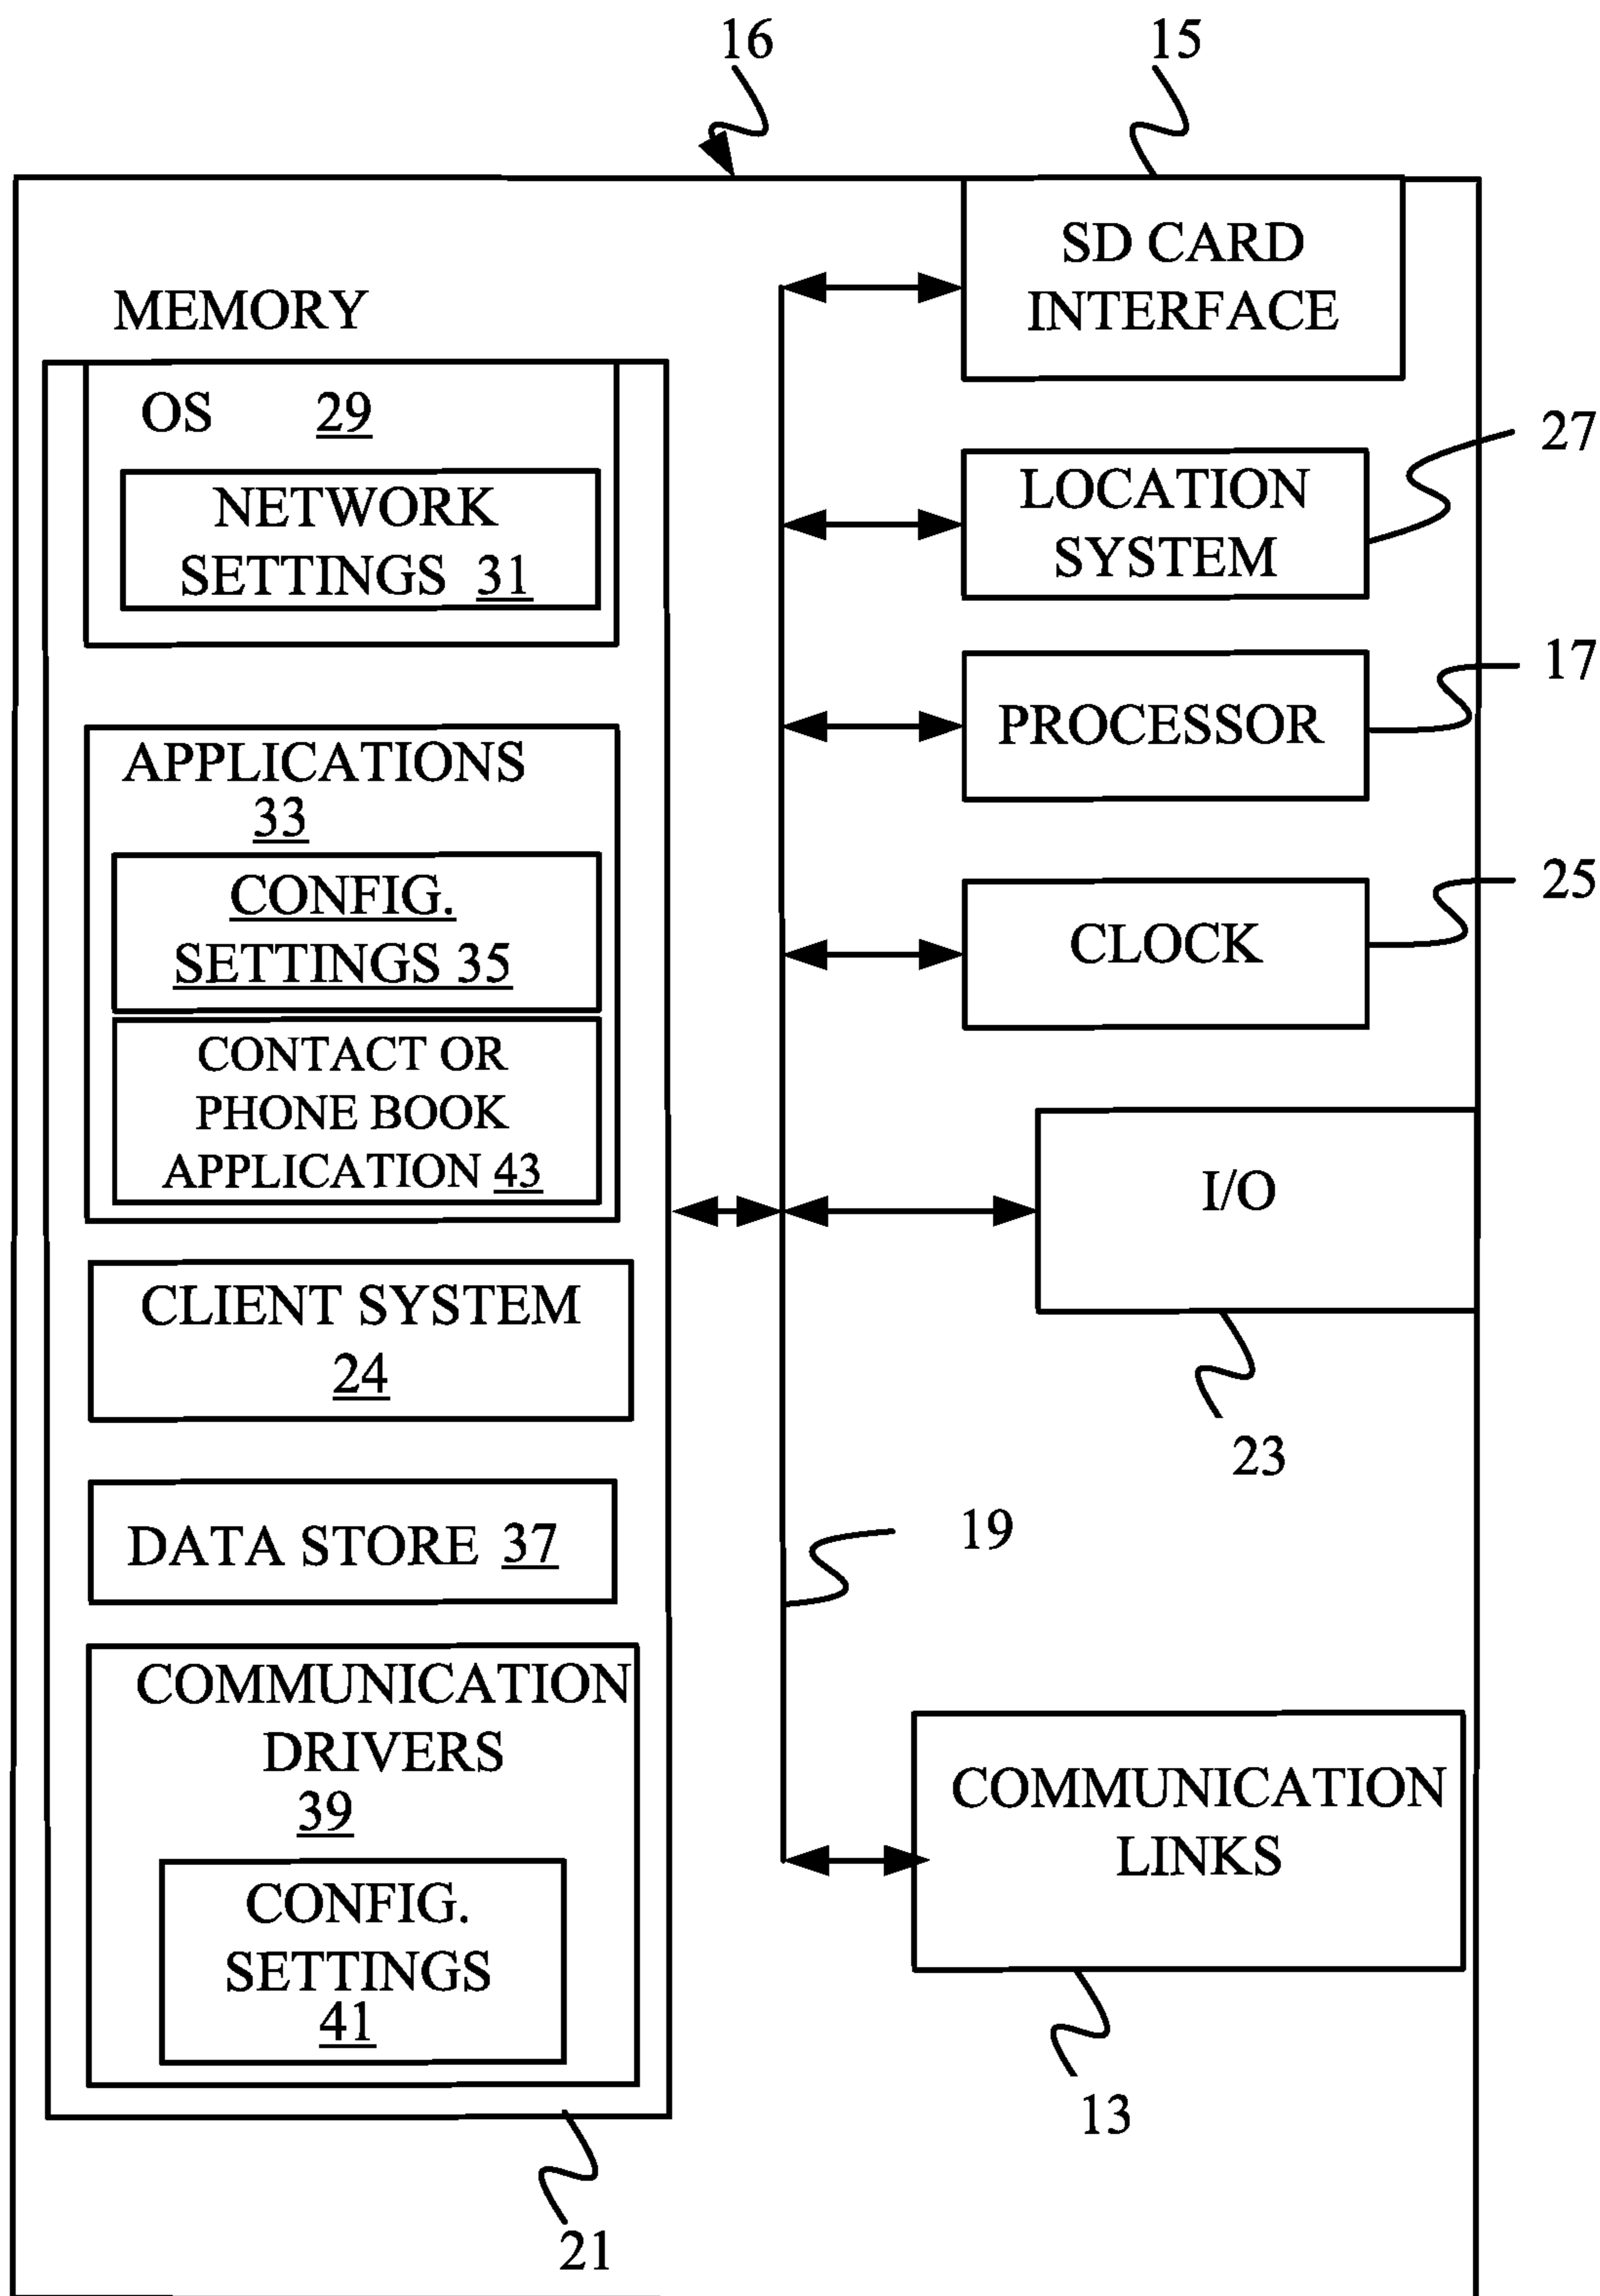 16
15
SD CARD
INTERFACE
MEMORY
OS 29
NETWORK
SETTINGS 31
27
LOCATION
SYSTEM
17
PROCESSOR
APPLICATIONS
33
CONFIG.
SETTINGS 35
25
CLOCK
CONTACT OR
PHONE BOOK
APPLICATION 43
I/O
CLIENT SYSTEM
24
23
19
DATA STORE 37
COMMUNICATION
DRIVERS
39
CONFIG.
SETTINGS
41
COMMUNICATION
LINKS
13
21